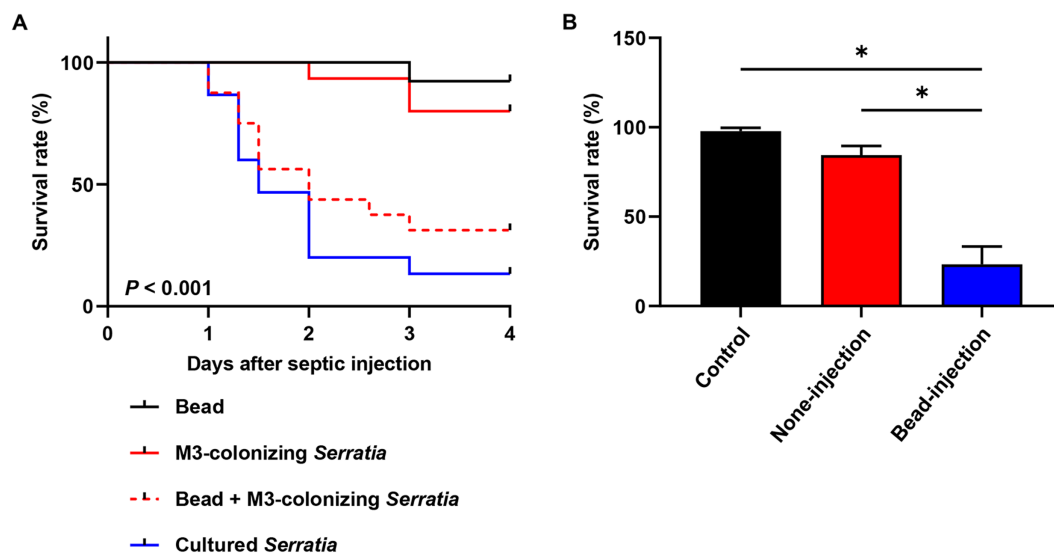 A
Survival rate (%)
100
50
0
P < 0.001
0 1 2 3 4
Days after septic injection
Bead
M3-colonizing Serratia
Bead + M3-colonizing Serratia
Cultured Serratia
B
Survival rate (%)
150
100
50
0
*
*
Control
None-injection
Bead-injection